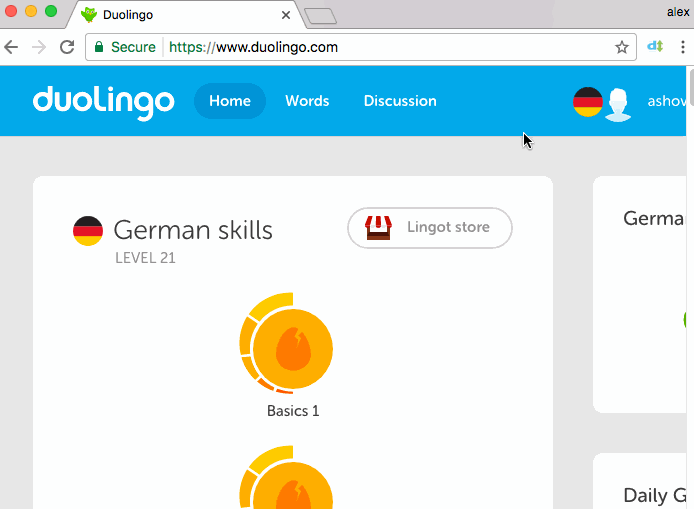 Duolingo
alex
Secure
https://www.duolingo.com
duolingo
Home
Words
Discussion
ashov
German skills
LEVEL 21
Lingot store
Germa
Basics 1
Daily G